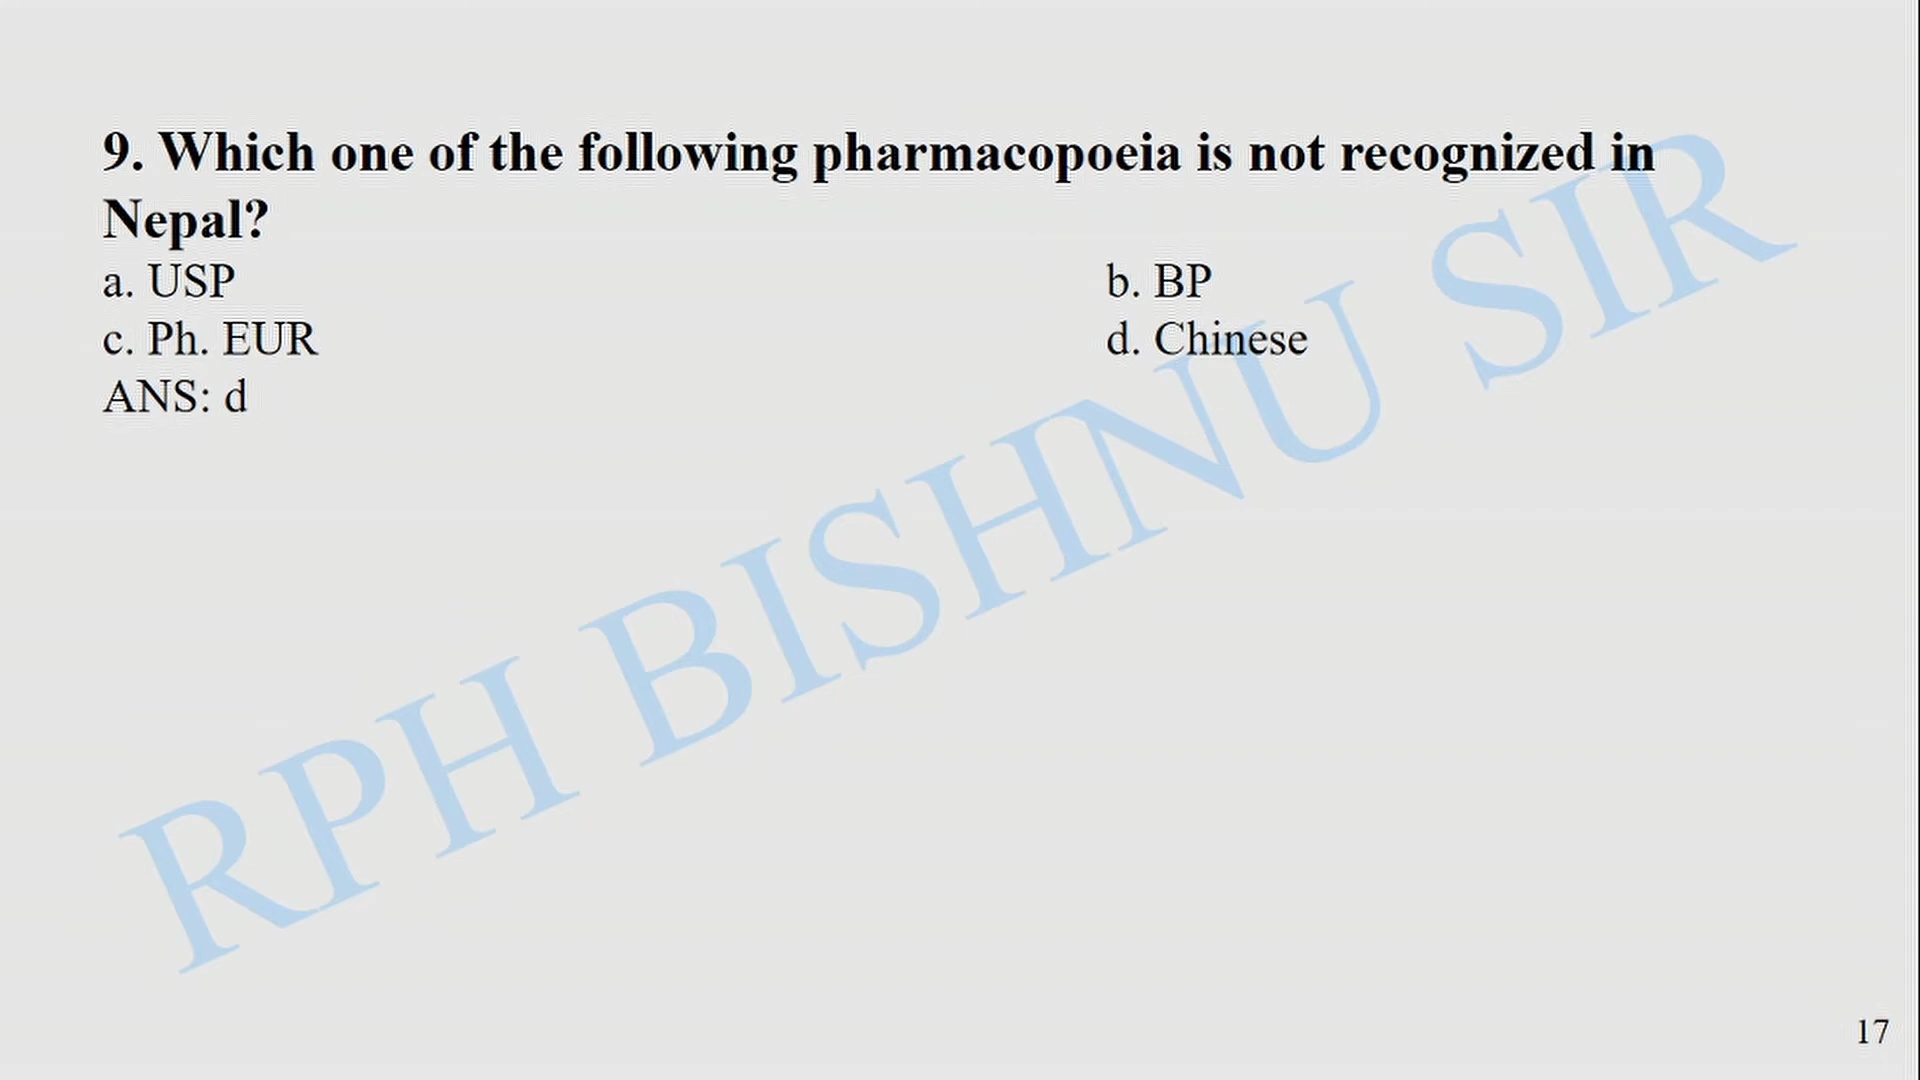 9. Which one of the following pharmacopoeia is not recognized in
Nepal?
a. USP b. BP
c. Ph. EUR d. Chinese
ANS: d
RPH BISHNU SIR
17